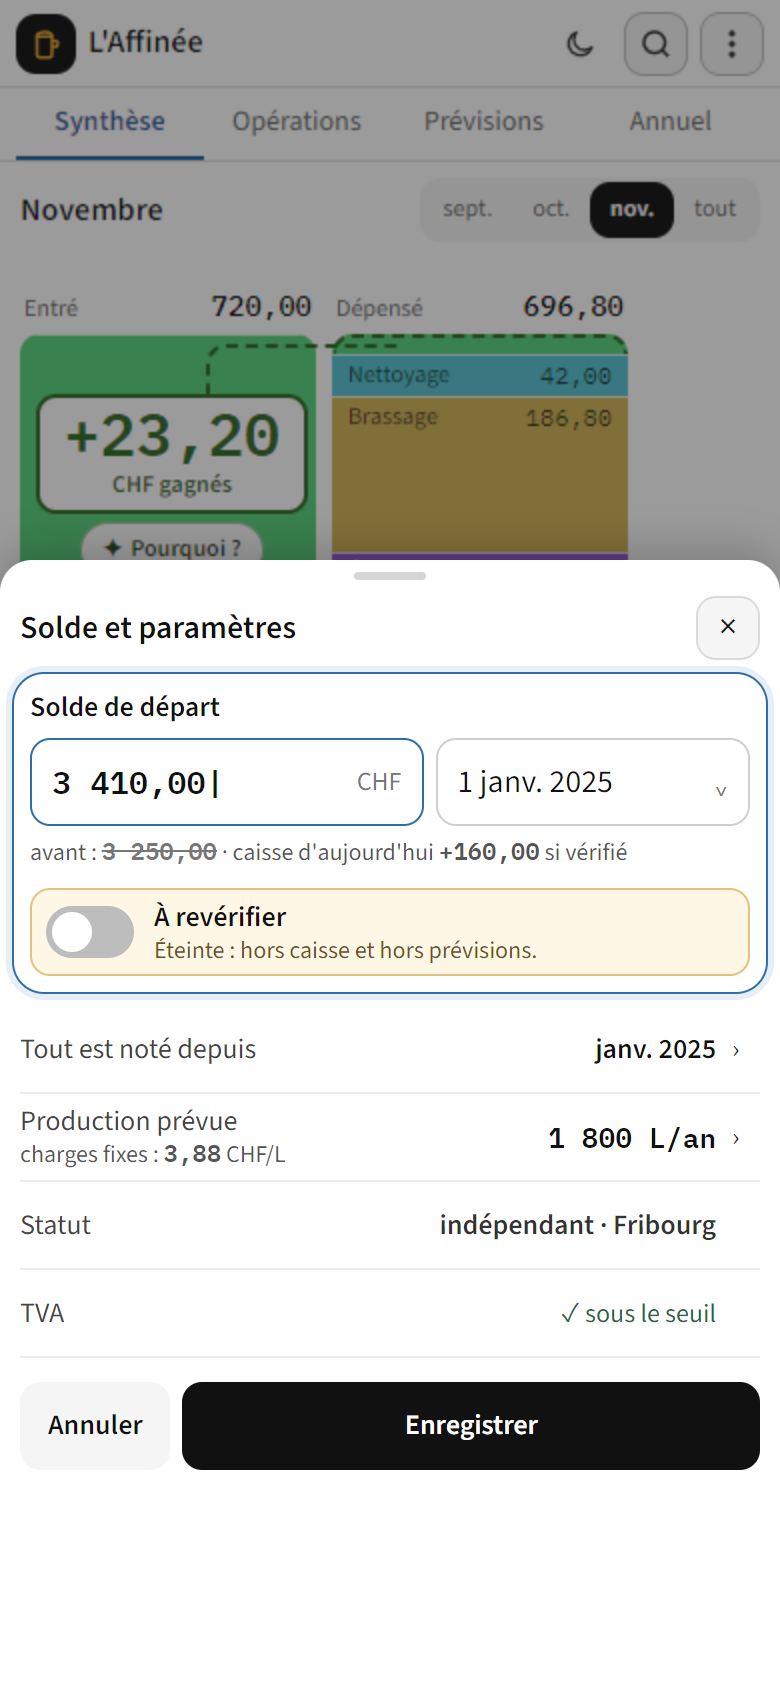 L'Affinée
Synthèse Opérations Prévisions Annuel
Novembre sept. oct. nov. tout
Entré 720,00 Dépensé 696,80
Nettoyage 42,00
Brassage 186,80
+23,20
CHF gagnés
✦ Pourquoi ?
Solde et paramètres ×
Solde de départ
3 410,00 CHF 1 janv. 2025
avant : 3 250,00 · caisse d'aujourd'hui +160,00 si vérifié
À revérifier
Éteinte : hors caisse et hors prévisions.
Tout est noté depuis janv. 2025 ›
Production prévue
charges fixes : 3,88 CHF/L 1 800 L/an ›
Statut indépendant · Fribourg
TVA ✓ sous le seuil
Annuler Enregistrer